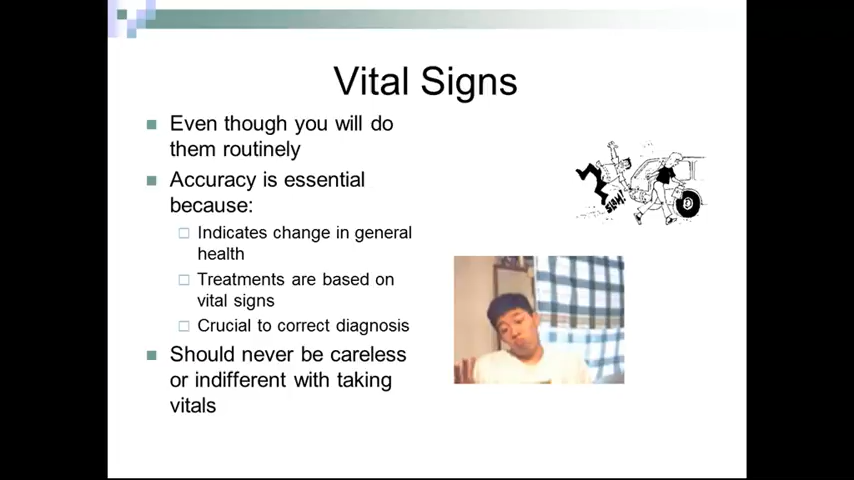 Vital Signs
Even though you will do
them routinely
Accuracy is essential
because:
Indicates change in general
health
Treatments are based on
vital signs
Crucial to correct diagnosis
Should never be careless
or indifferent with taking
vitals
SLAM!